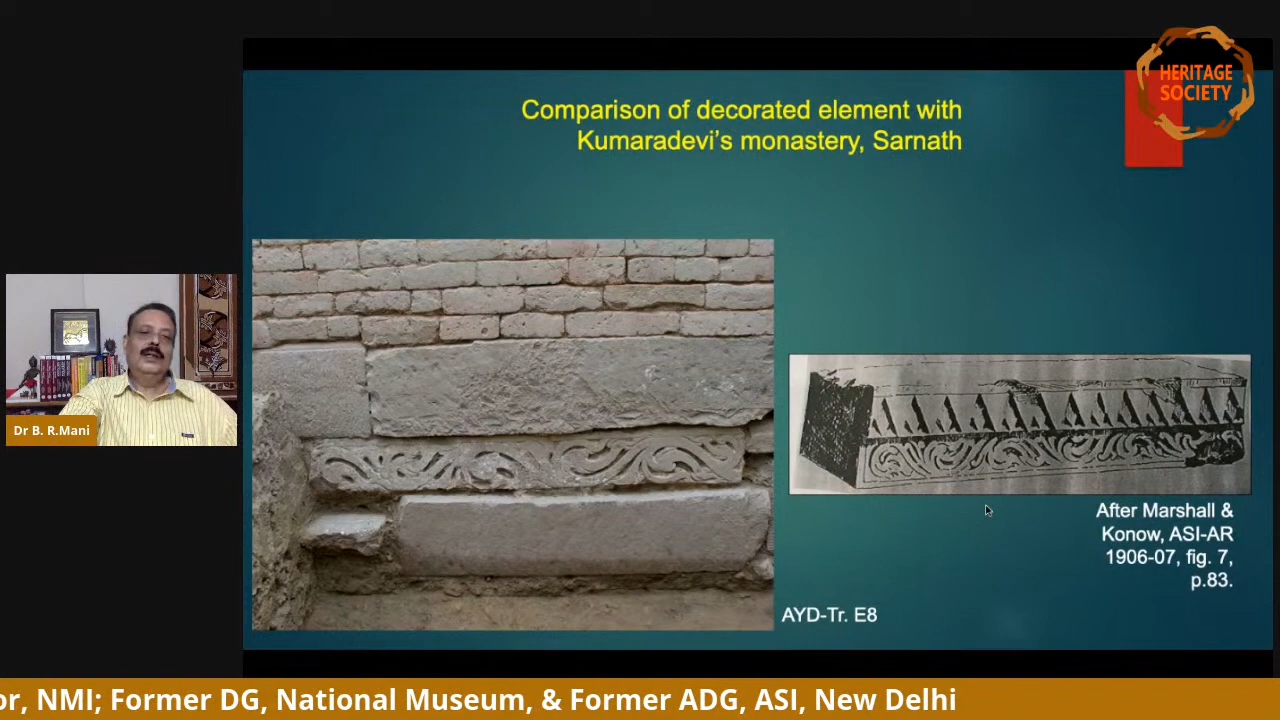 HERITAGE
SOCIETY
Comparison of decorated element with
Kumaradevi's monastery, Sarnath
Dr B. R.Mani
After Marshall &
Konow, ASI-AR
1906-07, fig. 7,
p.83.
AYD-Tr. E8
or, NMI; Former DG, National Museum, & Former ADG, ASI, New Delhi